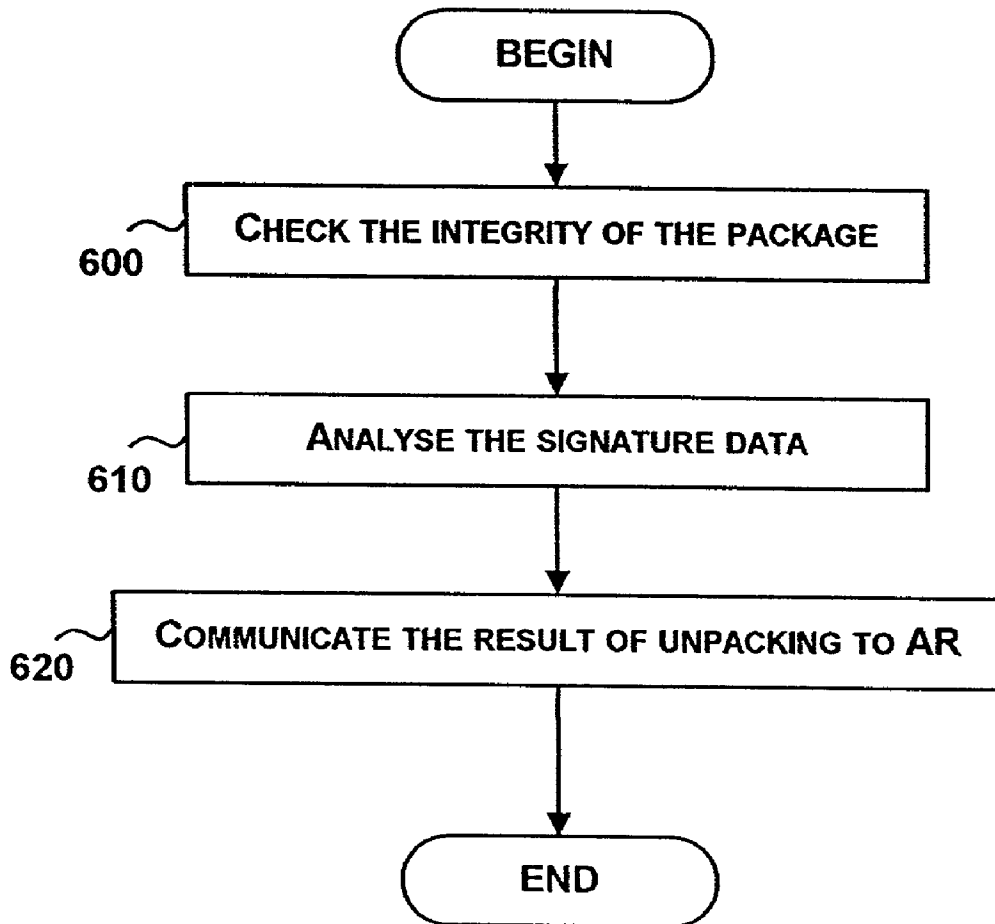 BEGIN
CHECK THE INTEGRITY OF THE PACKAGE
600
ANALYSE THE SIGNATURE DATA
610
COMMUNICATE THE RESULT OF UNPACKING TO AR
620
END